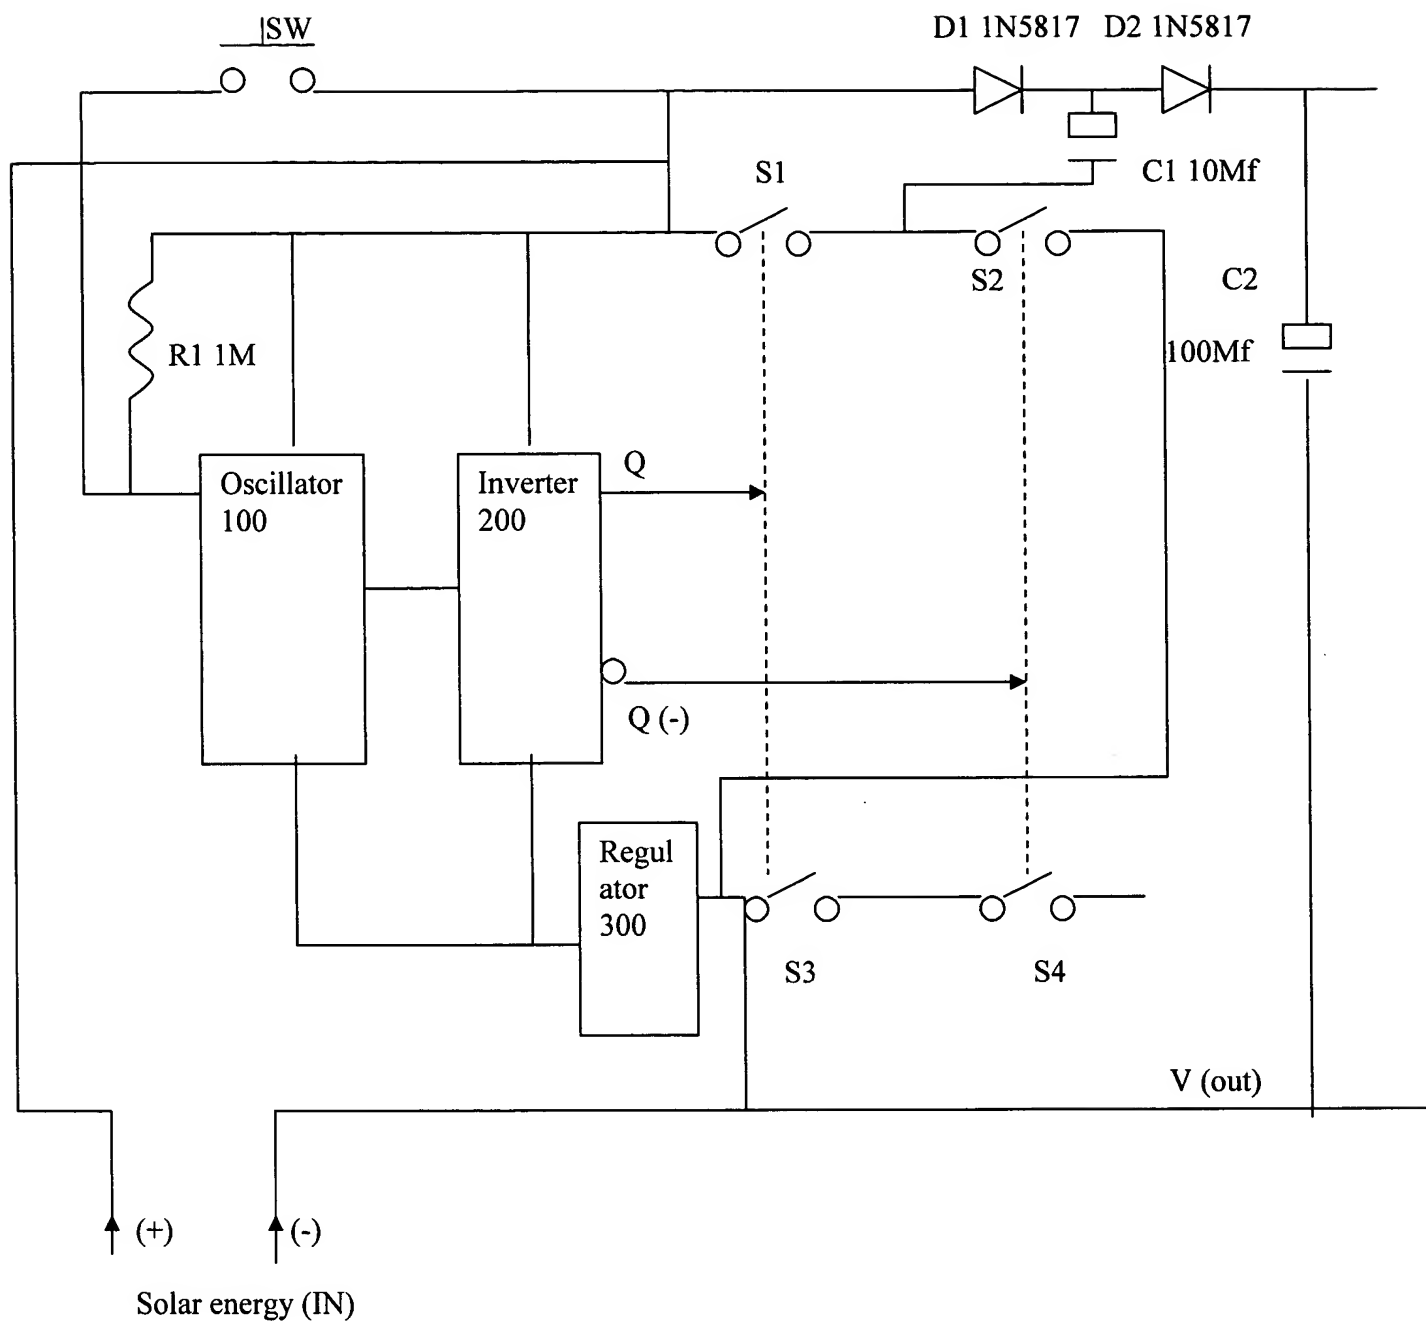 SW
D1 1N5817 D2 1N5817
C1 10Mf
S1
S2
C2
100Mf
R1 1M
Oscillator
100
Inverter
200
Q
Q (-)
Regul
ator
300
S3
S4
V (out)
(+)
(-)
Solar energy (IN)